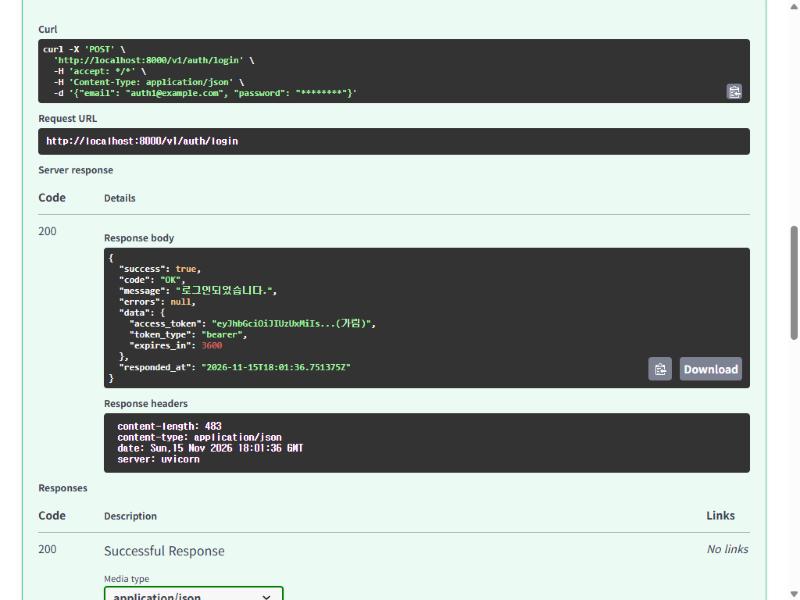 Curl
curl -X 'POST' \
'http://localhost:8000/v1/auth/login' \
-H 'accept: */*' \
-H 'Content-Type: application/json' \
-d '{"email": "auth1@example.com", "password": "********"}'
Request URL
http://localhost:8000/v1/auth/login
Server response
Code Details
200
Response body
{
"success": true,
"code": "OK",
"message": "로그인되었습니다.",
"errors": null,
"data": {
"access_token": "eyJhbGciOiJIUzUxMiIs...(가림)",
"token_type": "bearer",
"expires_in": 3600
},
"responded_at": "2026-11-15T18:01:36.751375Z"
}
Download
Response headers
content-length: 483
content-type: application/json
date: Sun,15 Nov 2026 18:01:36 GMT
server: uvicorn
Responses
Code Description Links
200 Successful Response No links
Media type
application/json